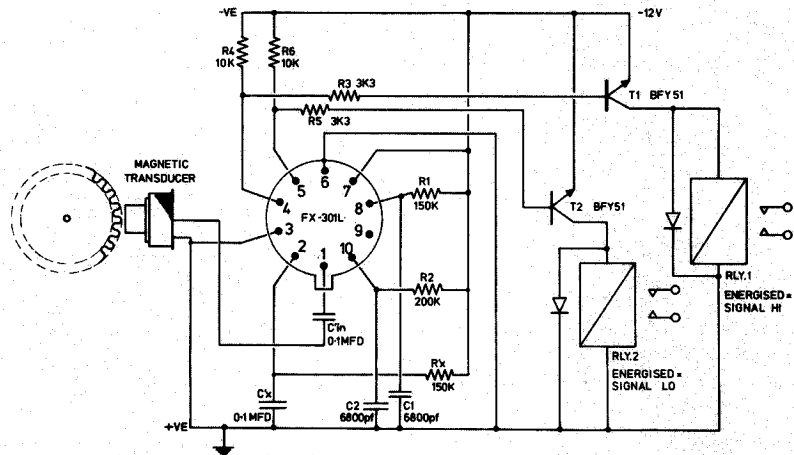 -VE
-12V
R4
10K
R6
10K
R3 3K3
R5 3K3
T1 BFY51
MAGNETIC
TRANSDUCER
5
6
7
4
8
FX-301L
3
9
2
1
10
R1
150K
T2 BFY51
R2
200K
C'in
0·1MFD
RLY.1
ENERGISED=
SIGNAL HI
R'x
150K
RLY.2
ENERGISED=
SIGNAL LO
C'x
0·1MFD
C2
6800pf
C1
6800pf
+VE